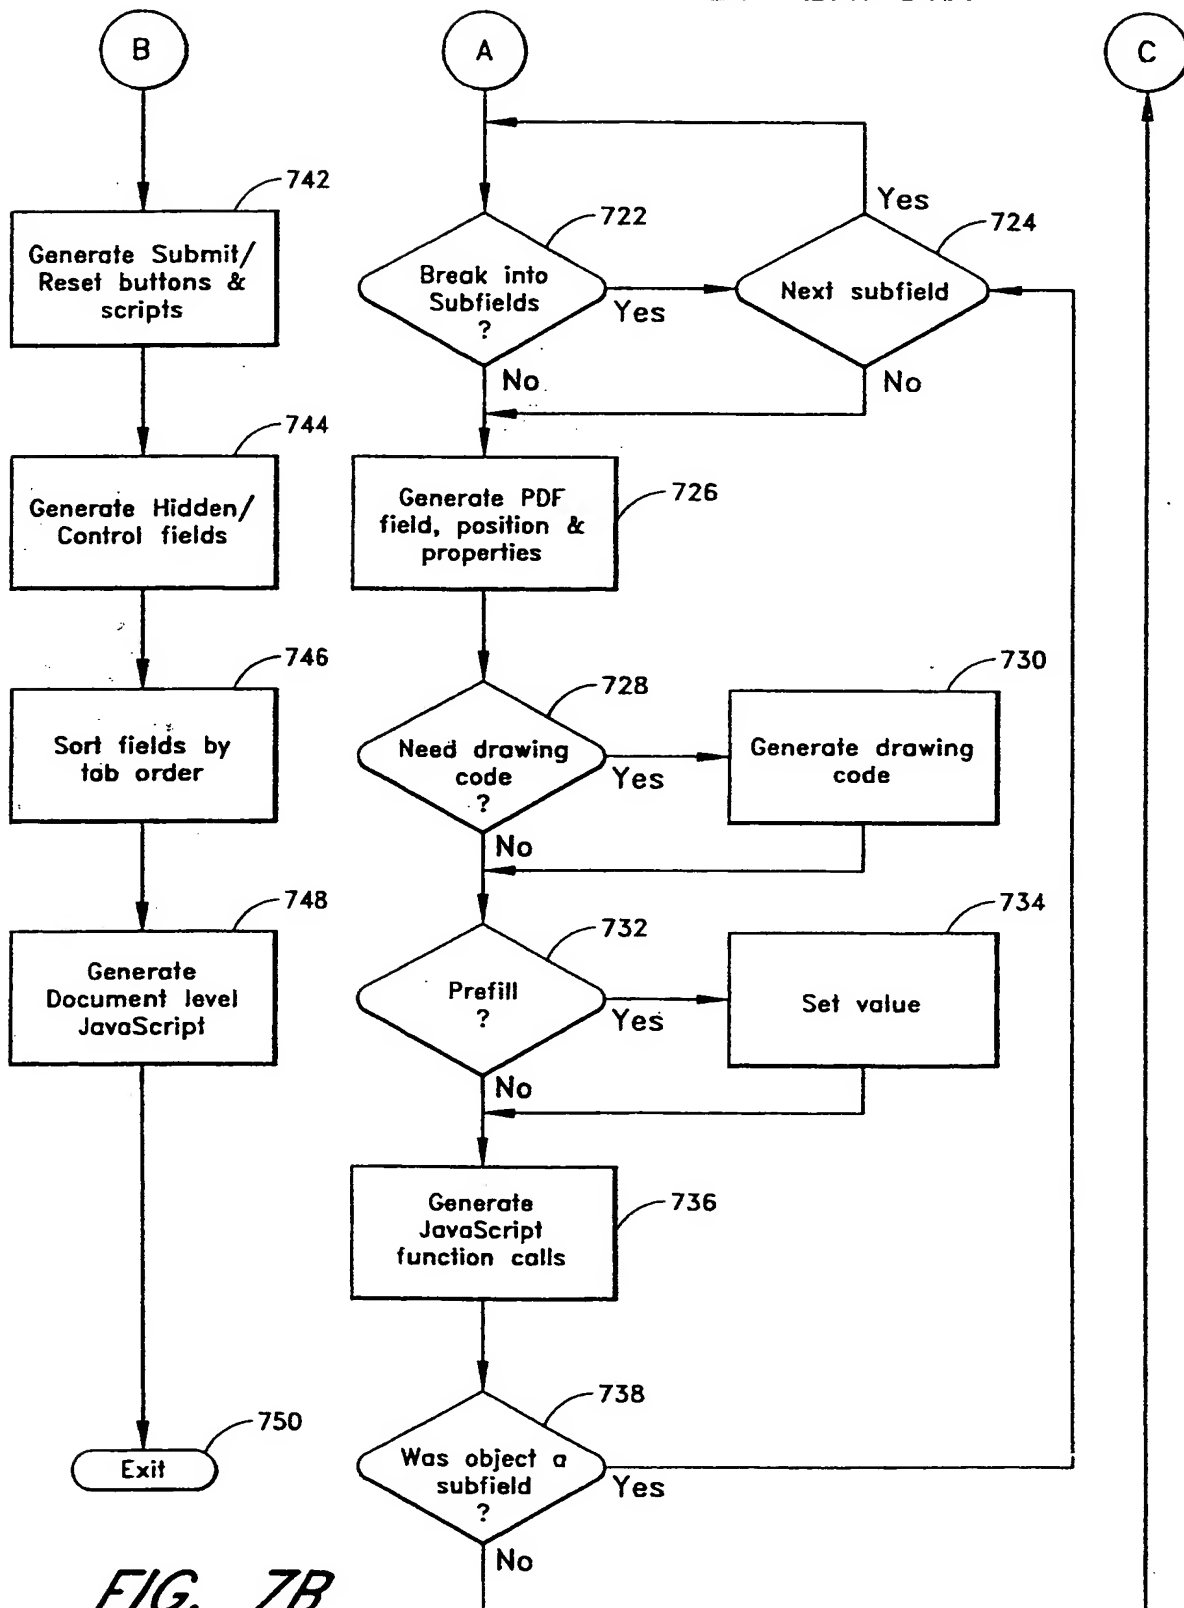 B
A
C
742
Generate Submit/
Reset buttons &
scripts
744
Generate Hidden/
Control fields
746
Sort fields by
tab order
748
Generate
Document level
JavaScript
750
Exit
722
Break into
Subfields
?
Yes
No
724
Next subfield
Yes
No
726
Generate PDF
field, position &
properties
728
Need drawing
code
?
Yes
No
730
Generate drawing
code
732
Prefill
?
Yes
No
734
Set value
736
Generate
JavaScript
function calls
738
Was object a
subfield
?
Yes
No
FIG. 7B